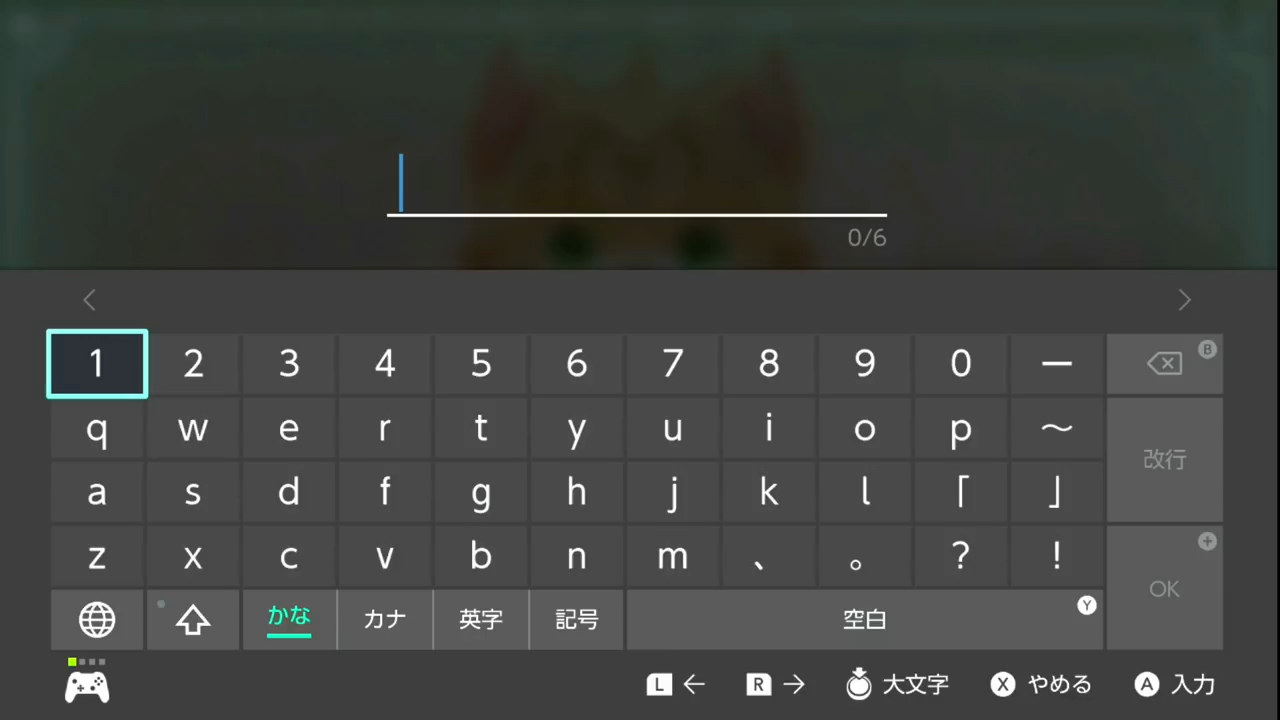 0/6
1 2 3 4 5 6 7 8 9 0 ー
B
q w e r t y u i o p ～
改行
a s d f g h j k l 「 」
z x c v b n m 、 。 ? !
+
OK
かな カナ 英字 記号 空白 Y
L ← R → 大文字 X やめる A 入力